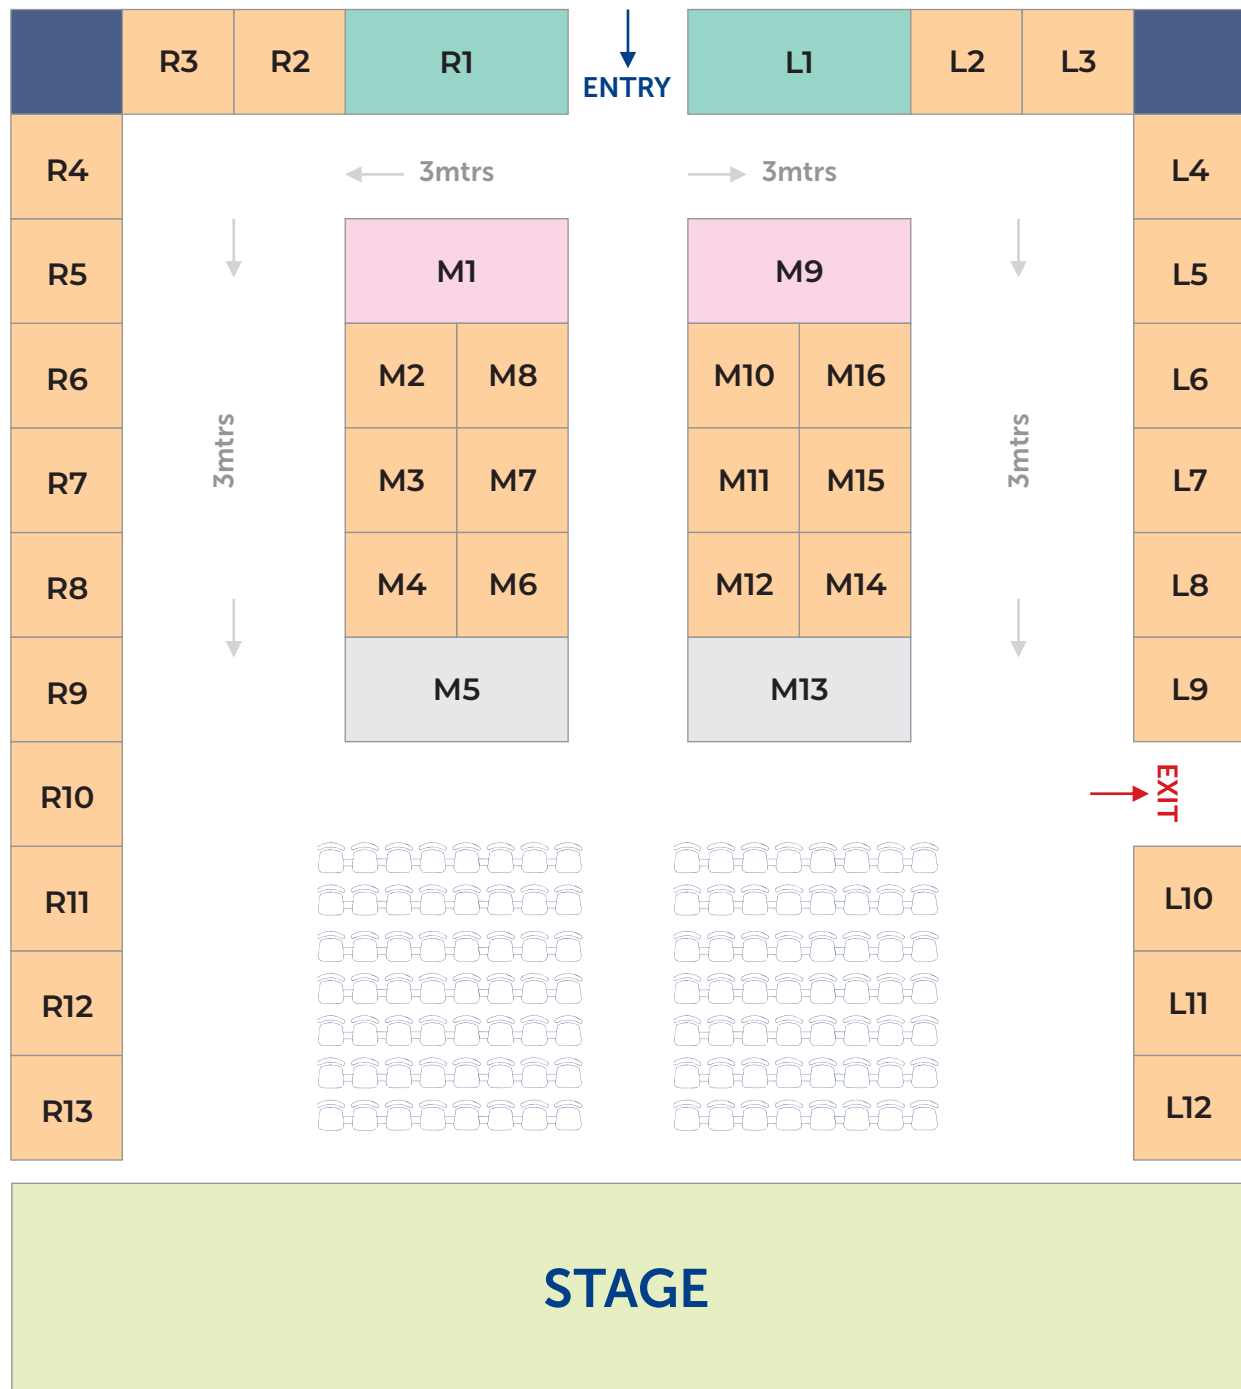 R3 R2 R1 ENTRY L1 L2 L3
R4 3mtrs 3mtrs L4
R5 M1 M9 L5
R6 M2 M8 M10 M16 L6
3mtrs 3mtrs
R7 M3 M7 M11 M15 L7
R8 M4 M6 M12 M14 L8
R9 M5 M13 L9
R10 EXIT
R11 L10
R12 L11
R13 L12
STAGE